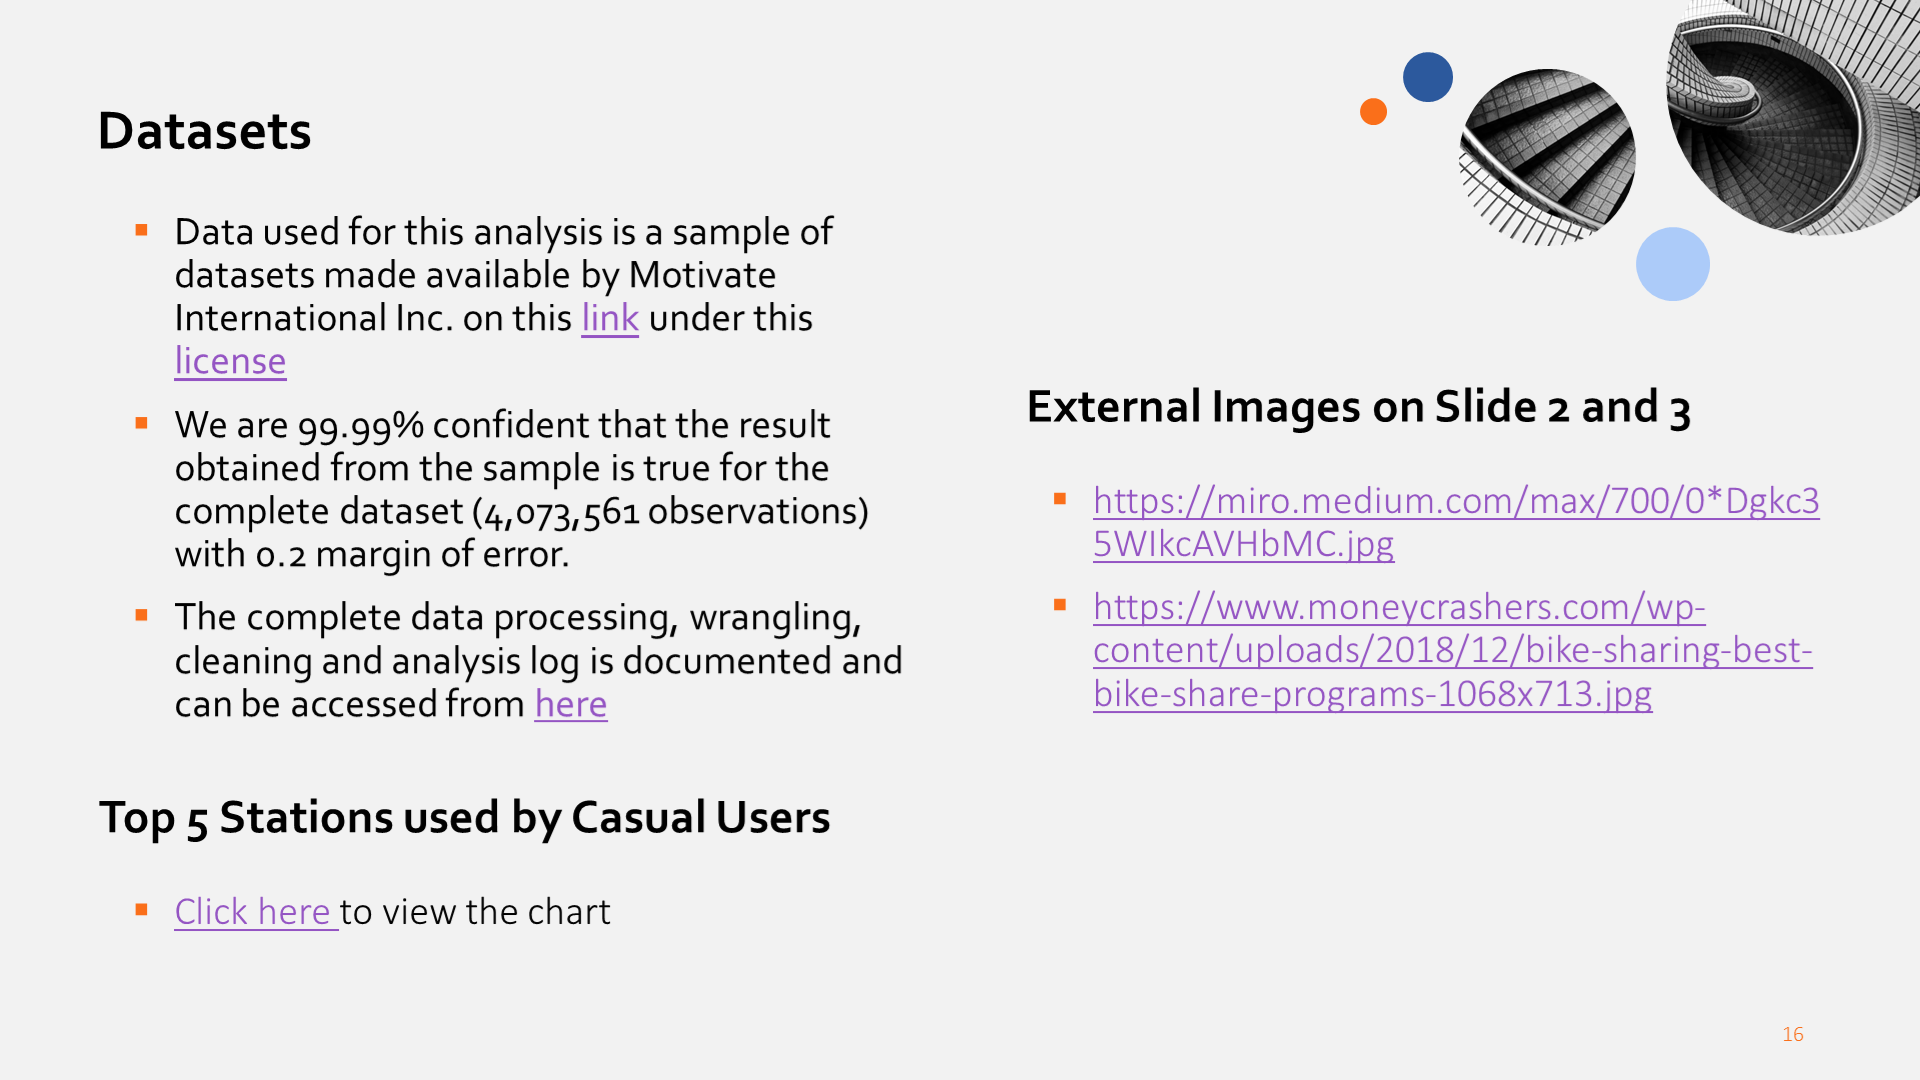 Datasets
Data used for this analysis is a sample of
datasets made available by Motivate
International Inc. on this link under this
license
We are 99.99% confident that the result
obtained from the sample is true for the
complete dataset (4,073,561 observations)
with 0.2 margin of error.
The complete data processing, wrangling,
cleaning and analysis log is documented and
can be accessed from here
Top 5 Stations used by Casual Users
Click here to view the chart
External Images on Slide 2 and 3
https://miro.medium.com/max/700/0*Dgkc3
5WIkcAVHbMC.jpg
https://www.moneycrashers.com/wp-
content/uploads/2018/12/bike-sharing-best-
bike-share-programs-1068x713.jpg
16